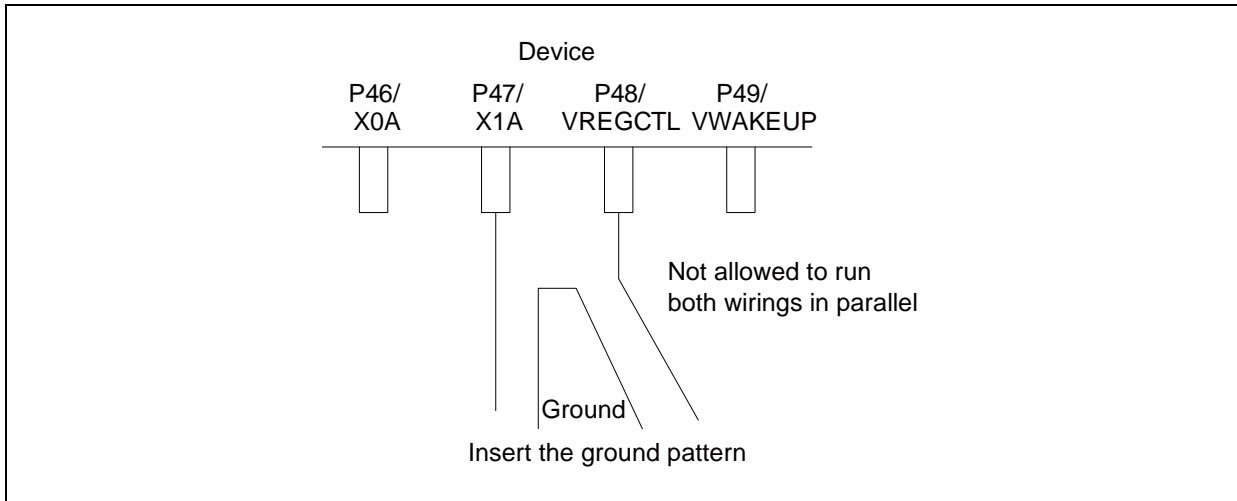 Device
P46/ P47/ P48/ P49/
X0A X1A VREGCTL VWAKEUP
Not allowed to run
both wirings in parallel
Ground
Insert the ground pattern